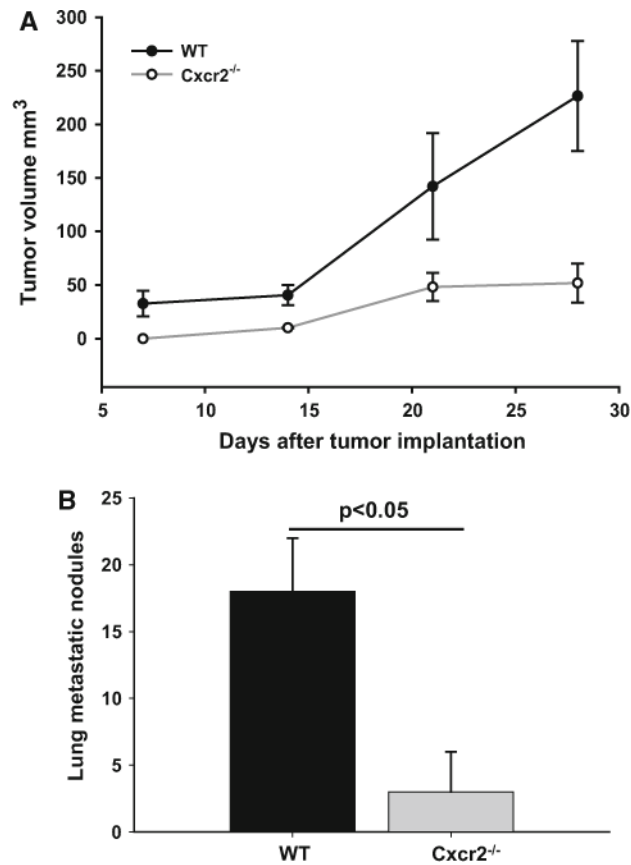 A
300
250
200
150
100
50
0
Tumor volume mm³
WT
Cxcr2⁻/⁻
5 10 15 20 25 30
Days after tumor implantation
B
25
20
15
10
5
0
Lung metastatic nodules
p<0.05
WT Cxcr2⁻/⁻